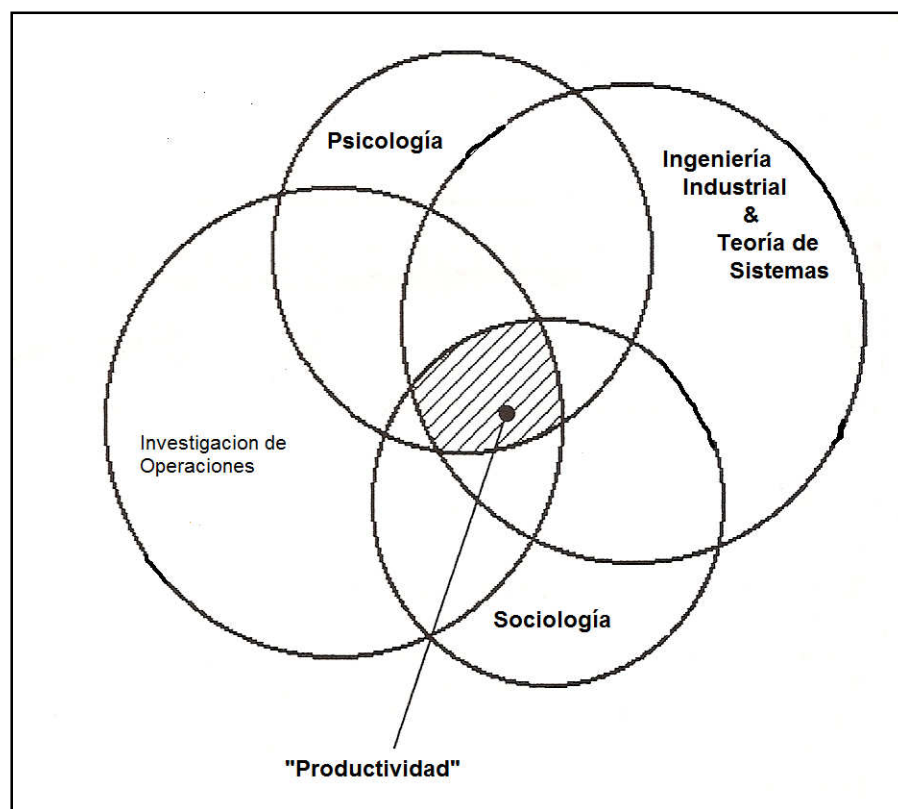 Psicología
Ingeniería
Industrial
&
Teoría de
Sistemas
Investigacion de
Operaciones
Sociología
"Productividad"